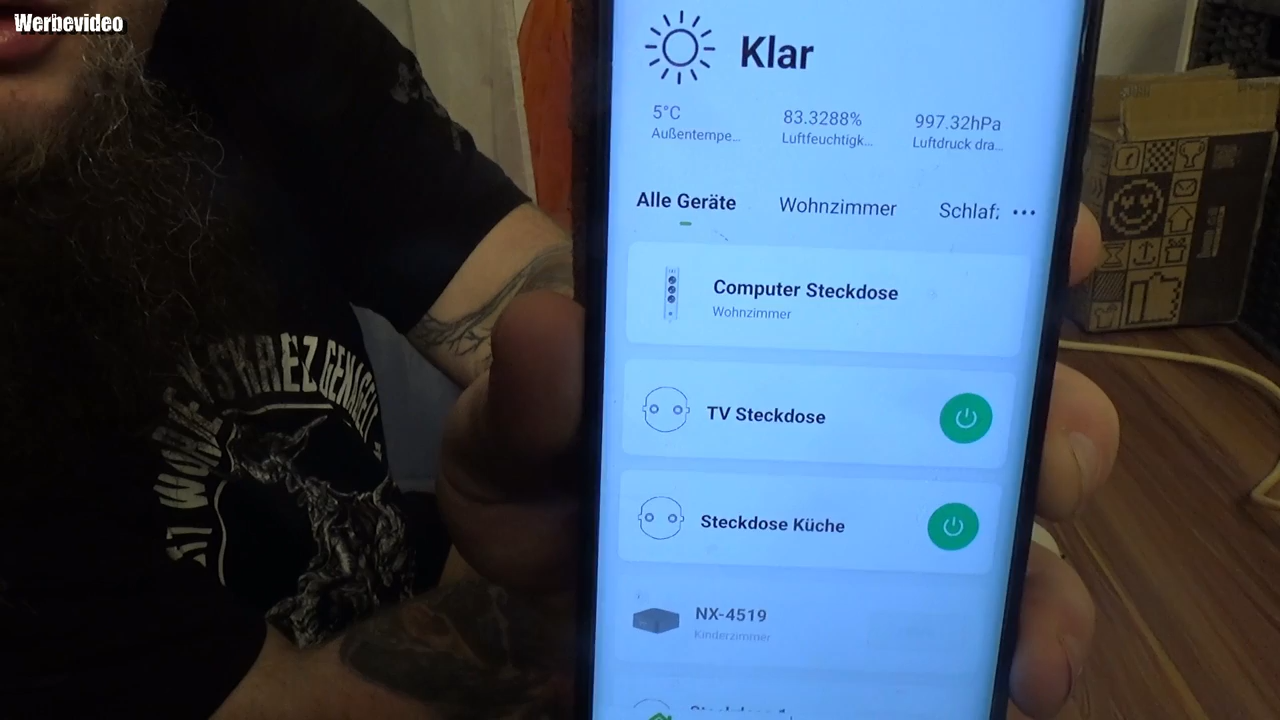 Werbevideo
Klar
5°C
83.3288%
997.32hPa
Außentempe...
Luftfeuchtigk...
Luftdruck dra...
Alle Geräte
Wohnzimmer
Schlaf:
Computer Steckdose
Wohnzimmer
TV Steckdose
Steckdose Küche
NX-4519
Kinderzimmer
GENAGELT